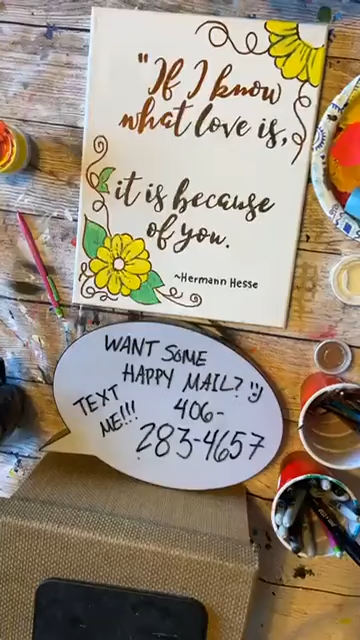 "If I know
what love is,
it is because
of you.
~Hermann Hesse
WANT SOME
HAPPY MAIL? :)
TEXT
ME!!!
406-
283-4657